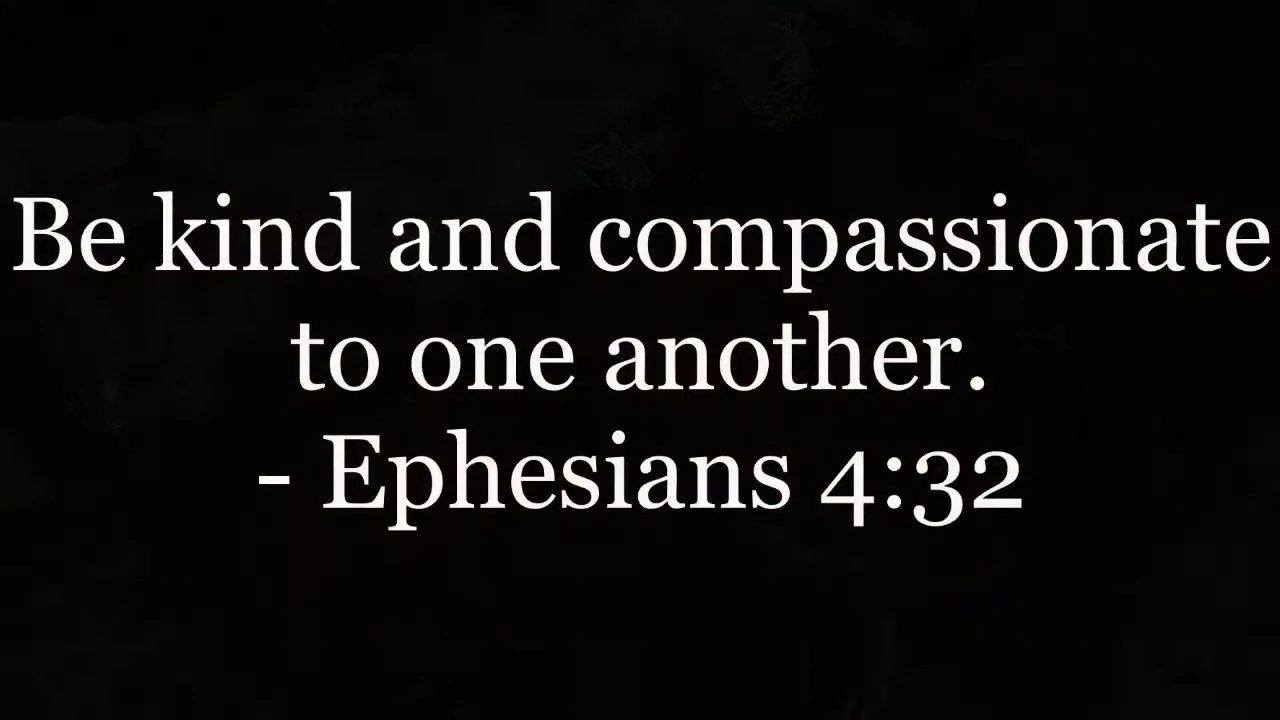 Be kind and compassionate
to one another.
- Ephesians 4:32